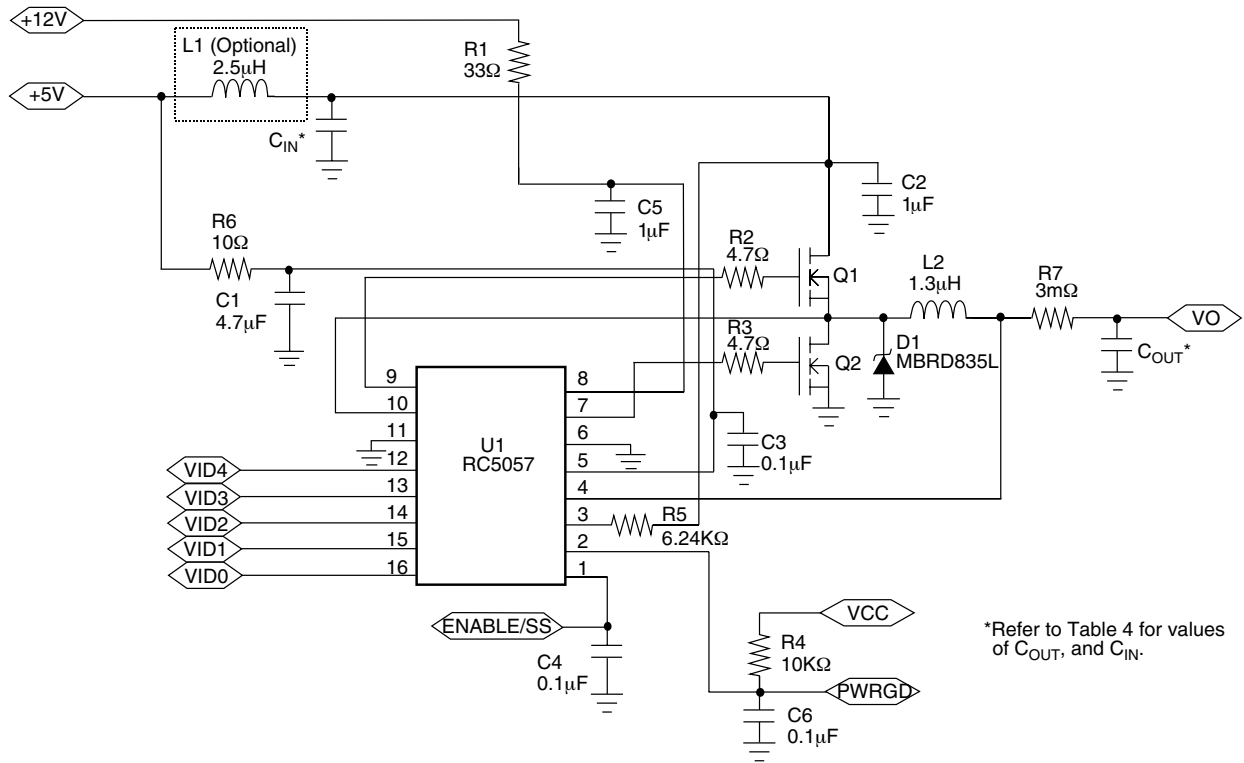 +12V
L1 (Optional)
2.5µH
R1
33Ω
+5V
CIN*
C2
1µF
C5
1µF
R6
10Ω
R2
4.7Ω
Q1
L2
1.3µH
R7
3mΩ
C1
4.7µF
VO
R3
4.7Ω
Q2
D1
MBRD835L
COUT*
9
10
11
12
13
14
15
16
U1
RC5057
8
7
6
5
4
3
2
1
C3
0.1µF
VID4
VID3
VID2
VID1
VID0
R5
6.24KΩ
ENABLE/SS
C4
0.1µF
VCC
R4
10KΩ
PWRGD
C6
0.1µF
*Refer to Table 4 for values
of COUT, and CIN.